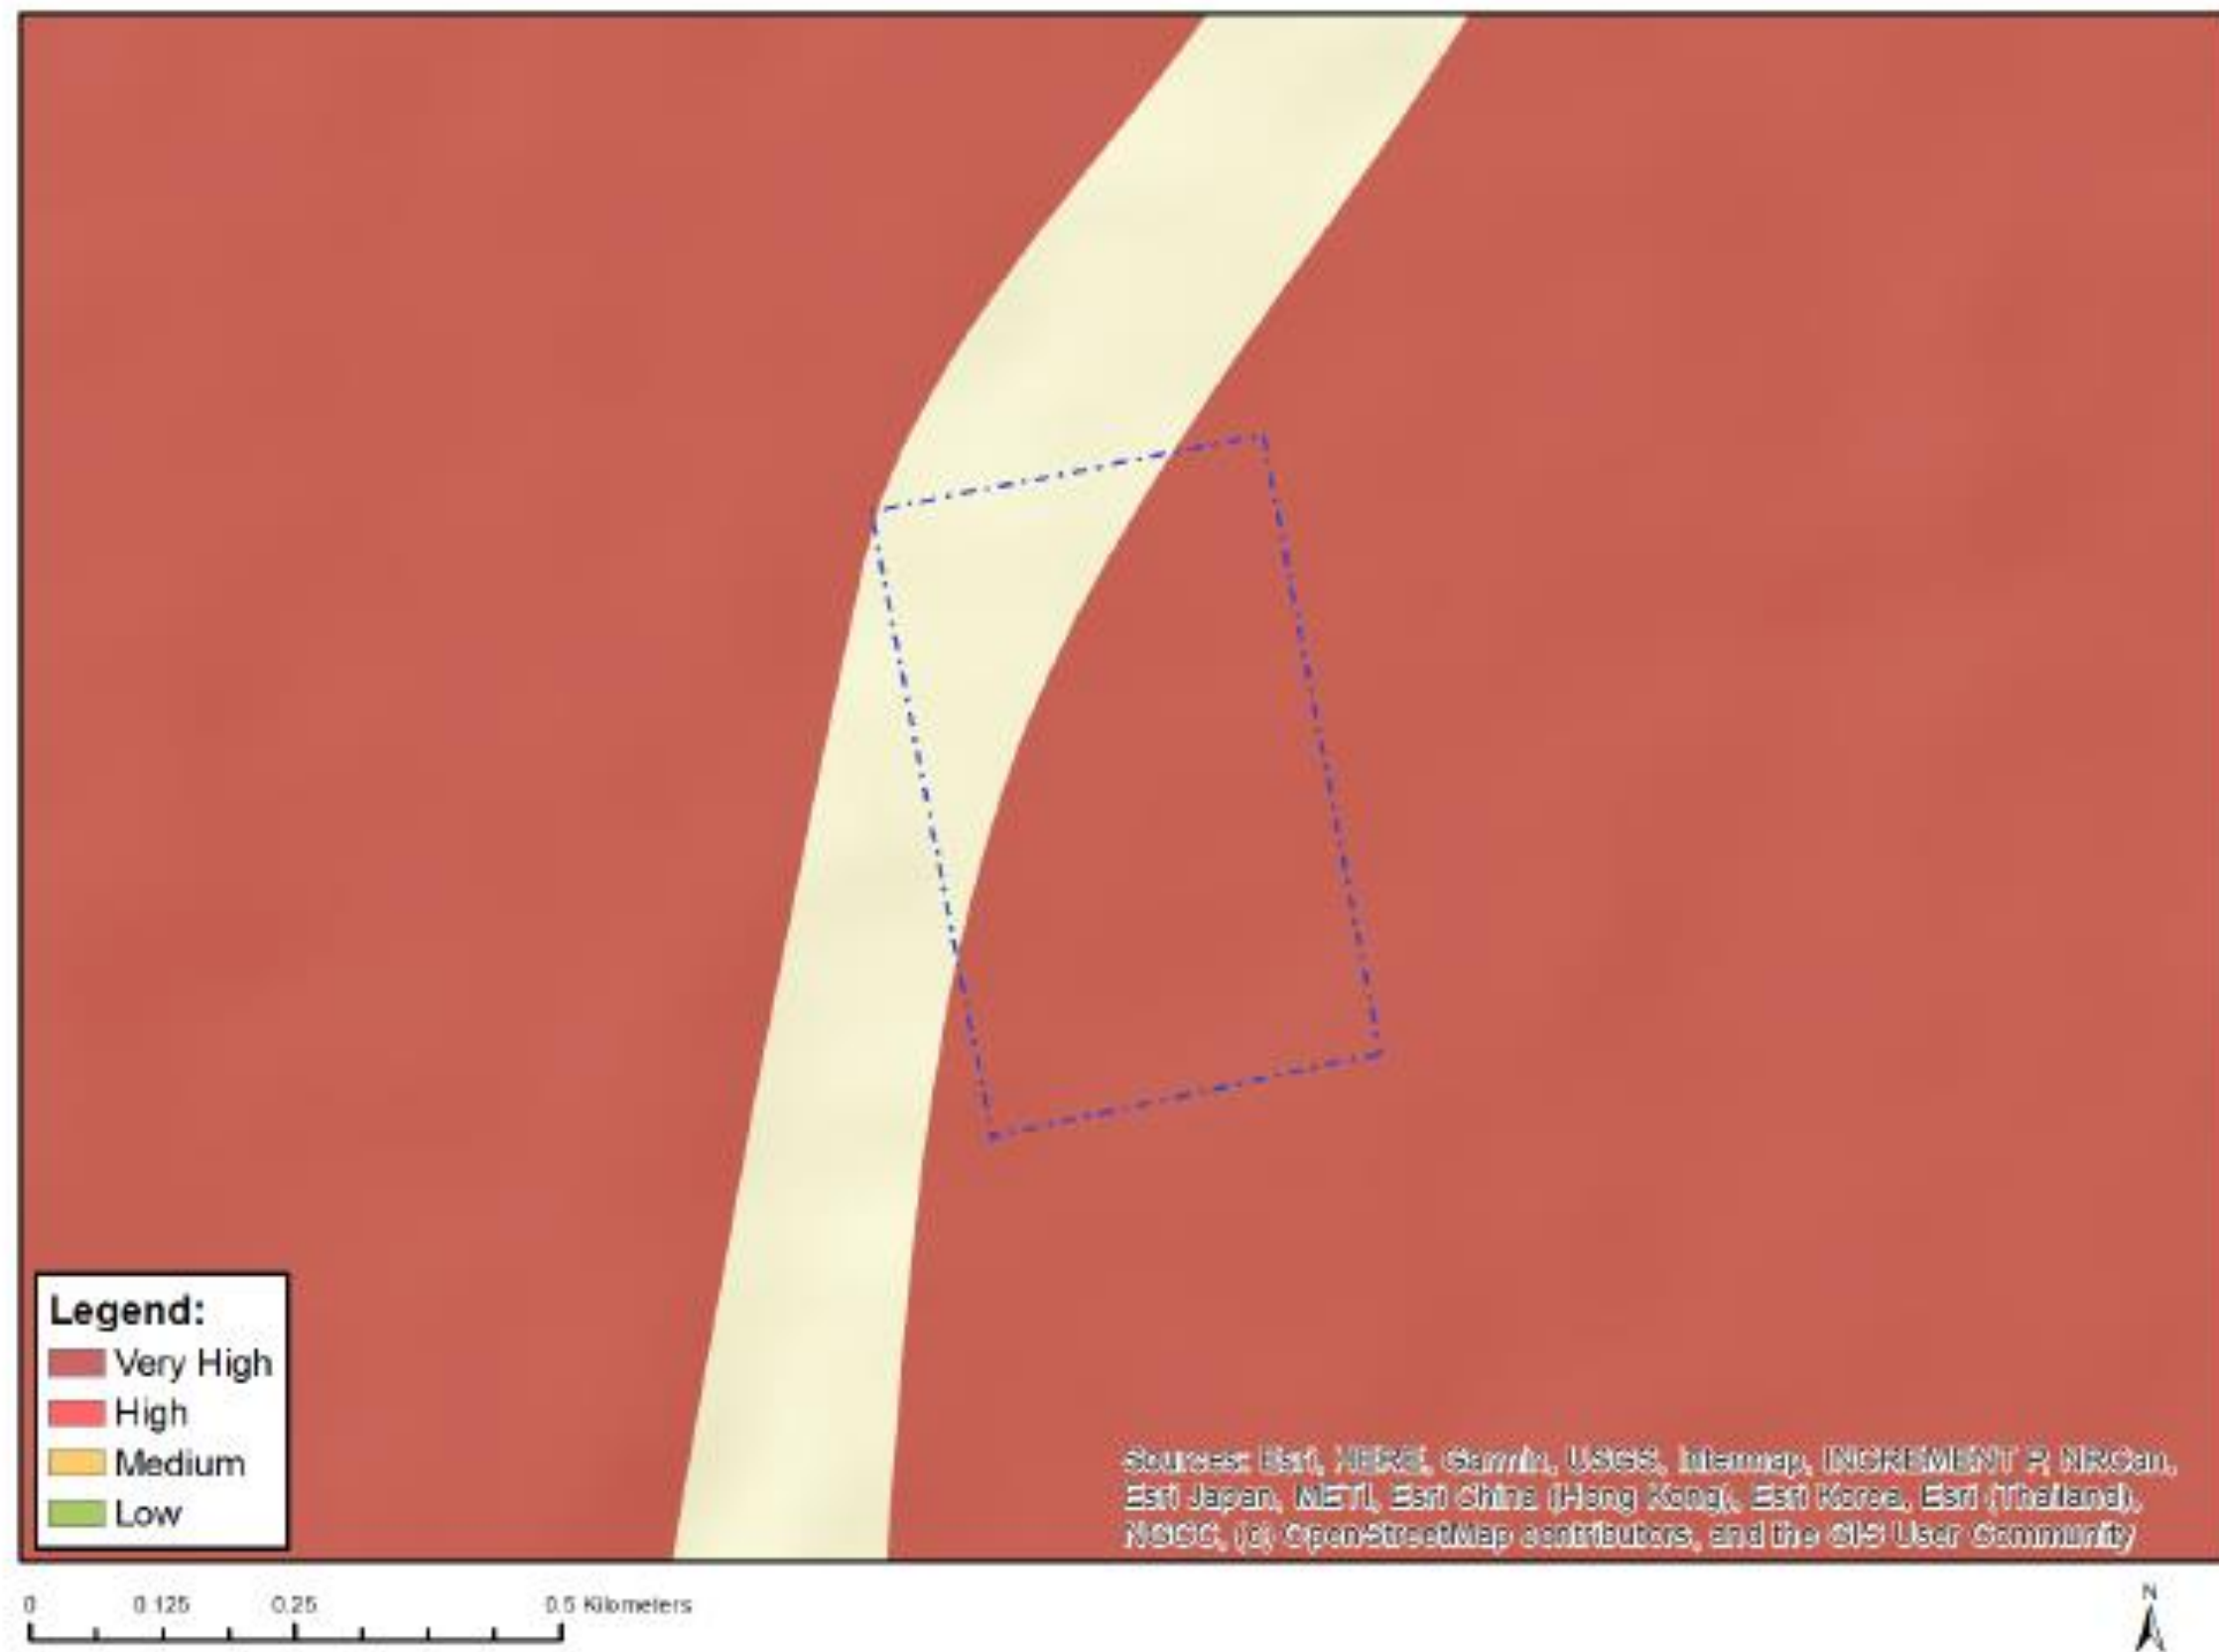 Legend:
Very High
High
Medium
Low
Sources: Esri, HERE, Garmin, USGS, Intermap, INCREMENT P, NRCan,
Esri Japan, METI, Esri China (Hong Kong), Esri Korea, Esri (Thailand),
NGCC, (c) OpenStreetMap contributors, and the GIS User Community
0 0.125 0.25 0.5 Kilometers
N